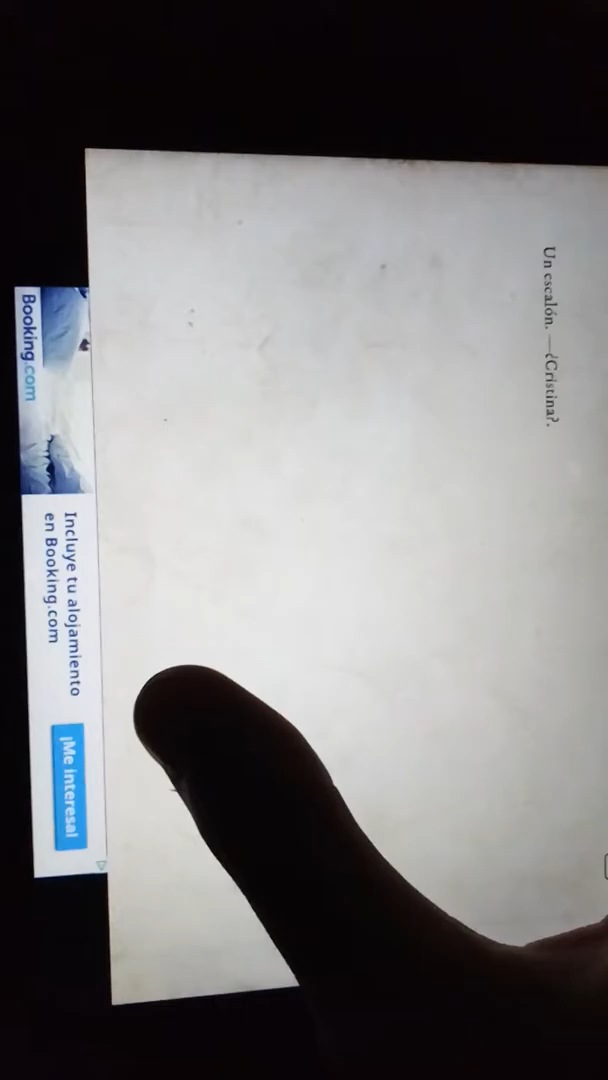 Un escalón. —¿Cristina?.
Booking.com
Incluye tu alojamiento
en Booking.com
¡Me interesa!